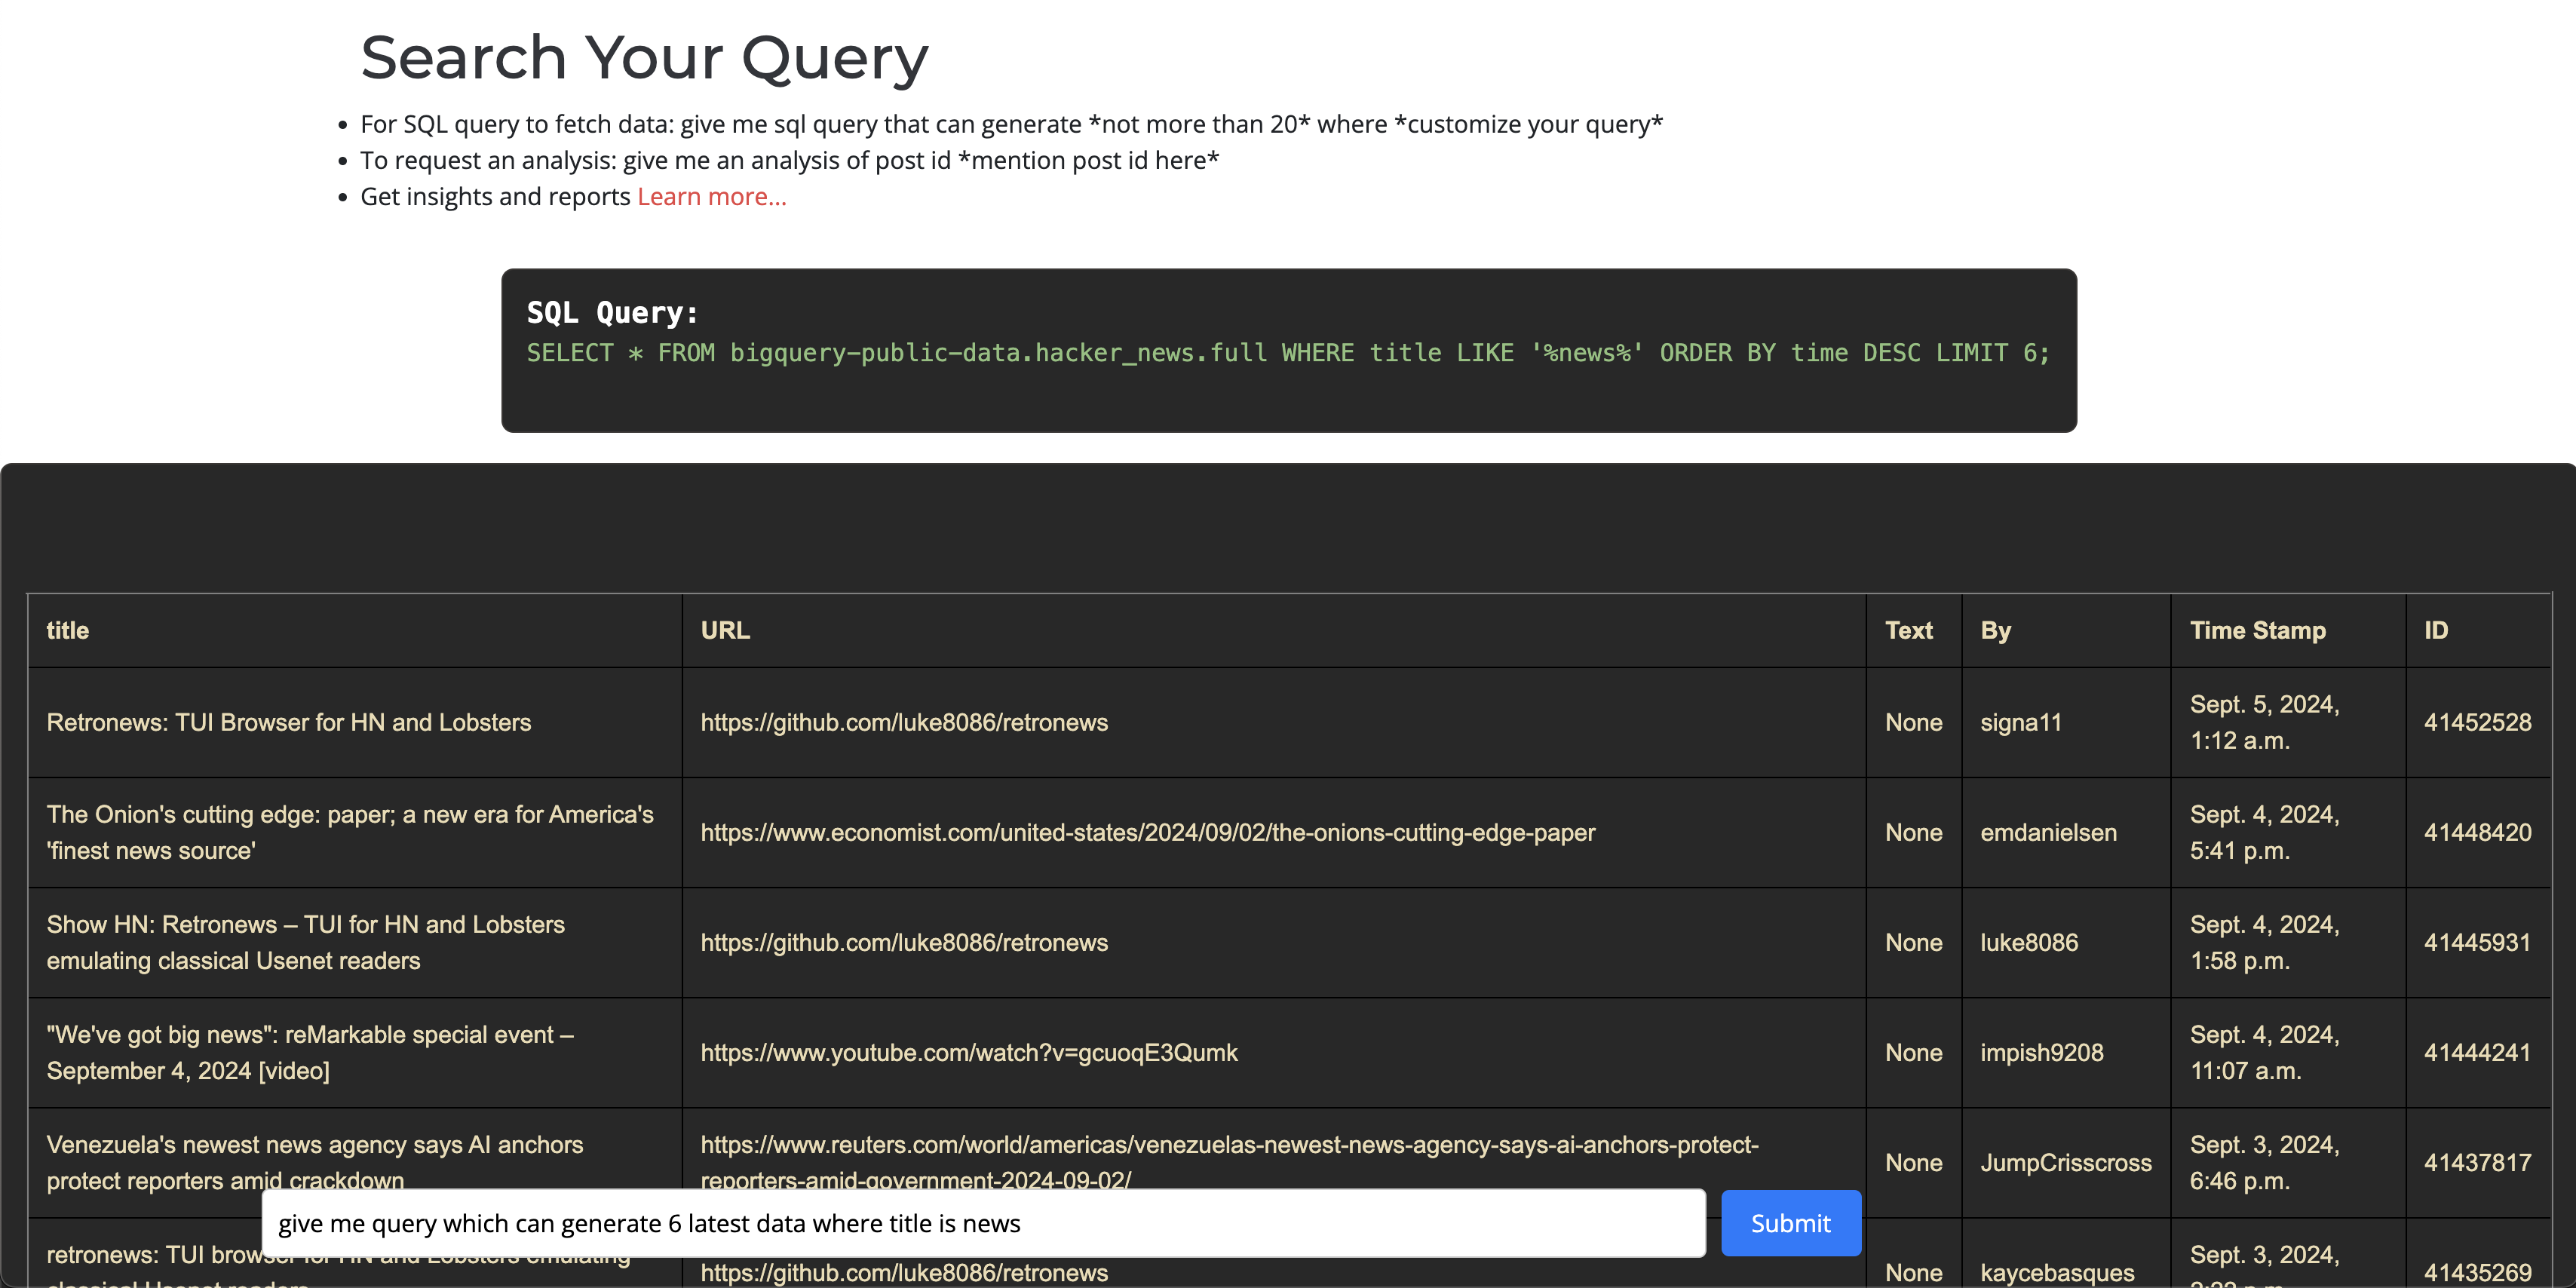 Search Your Query
• For SQL query to fetch data: give me sql query that can generate *not more than 20* where *customize your query*
• To request an analysis: give me an analysis of post id *mention post id here*
• Get insights and reports Learn more...
SQL Query:
SELECT * FROM bigquery-public-data.hacker_news.full WHERE title LIKE '%news%' ORDER BY time DESC LIMIT 6;
title URL Text By Time Stamp ID
Retronews: TUI Browser for HN and Lobsters https://github.com/luke8086/retronews None signa11 Sept. 5, 2024,
1:12 a.m. 41452528
The Onion's cutting edge: paper; a new era for America's
'finest news source' https://www.economist.com/united-states/2024/09/02/the-onions-cutting-edge-paper None emdanielsen Sept. 4, 2024,
5:41 p.m. 41448420
Show HN: Retronews – TUI for HN and Lobsters
emulating classical Usenet readers https://github.com/luke8086/retronews None luke8086 Sept. 4, 2024,
1:58 p.m. 41445931
"We've got big news": reMarkable special event –
September 4, 2024 [video] https://www.youtube.com/watch?v=gcuoqE3Qumk None impish9208 Sept. 4, 2024,
11:07 a.m. 41444241
Venezuela's newest news agency says AI anchors
protect reporters amid crackdown https://www.reuters.com/world/americas/venezuelas-newest-news-agency-says-ai-anchors-protect-
reporters-amid-government-2024-09-02/ None JumpCrisscross Sept. 3, 2024,
6:46 p.m. 41437817
give me query which can generate 6 latest data where title is news Submit
retronews: TUI browser for HN and Lobsters emulating
https://github.com/luke8086/retronews None kaycebasques Sept. 3, 2024,
41435269